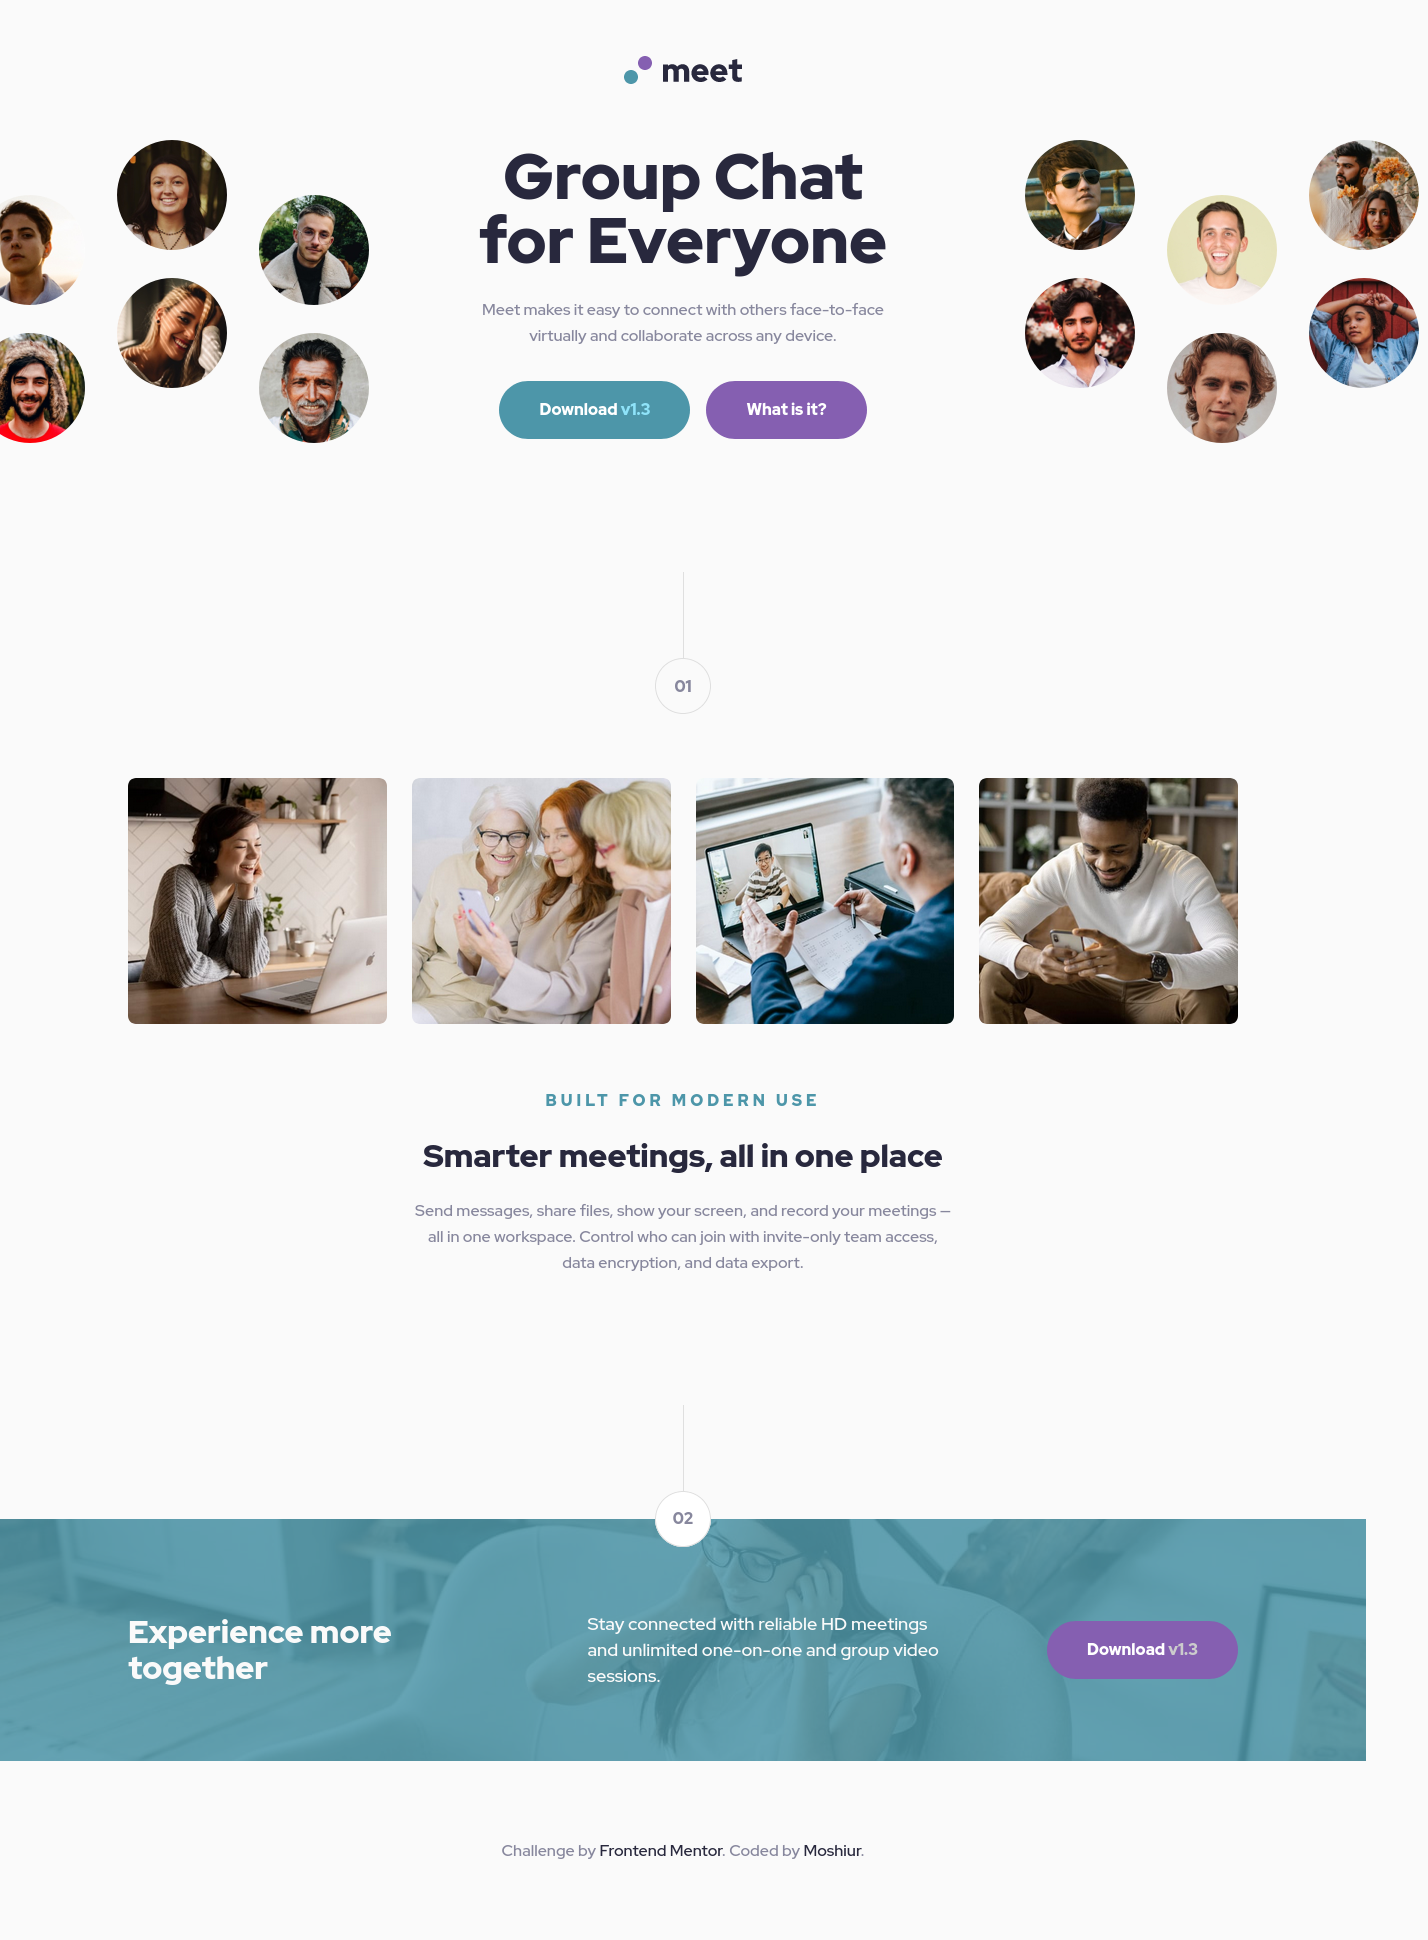 meet
Group Chat
for Everyone
Meet makes it easy to connect with others face-to-face
virtually and collaborate across any device.
Download v1.3
What is it?
01
BUILT FOR MODERN USE
Smarter meetings, all in one place
Send messages, share files, show your screen, and record your meetings —
all in one workspace. Control who can join with invite-only team access,
data encryption, and data export.
02
Experience more
together
Stay connected with reliable HD meetings
and unlimited one-on-one and group video
sessions.
Download v1.3
Challenge by Frontend Mentor. Coded by Moshiur.